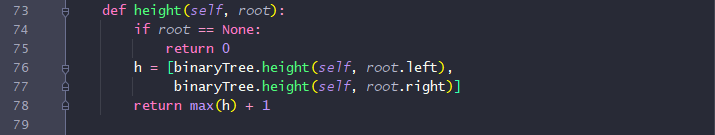 73 def height(self, root):
74 if root == None:
75 return 0
76 h = [binaryTree.height(self, root.left),
77 binaryTree.height(self, root.right)]
78 return max(h) + 1
79